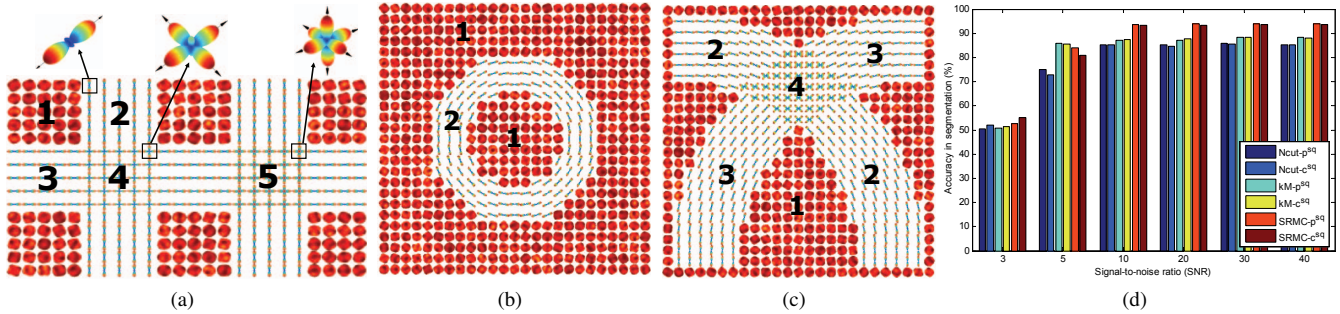 1
2
3
4
5
(a)
1
2
1
(b)
2
3
4
3
2
1
(c)
100
90
80
70
60
50
40
30
20
10
0
Accuracy in segmentation (%)
Ncut-p^sq
Ncut-c^sq
kM-p^sq
kM-c^sq
SRMC-p^sq
SRMC-c^sq
3 5 10 20 30 40
Signal-to-noise ratio (SNR)
(d)